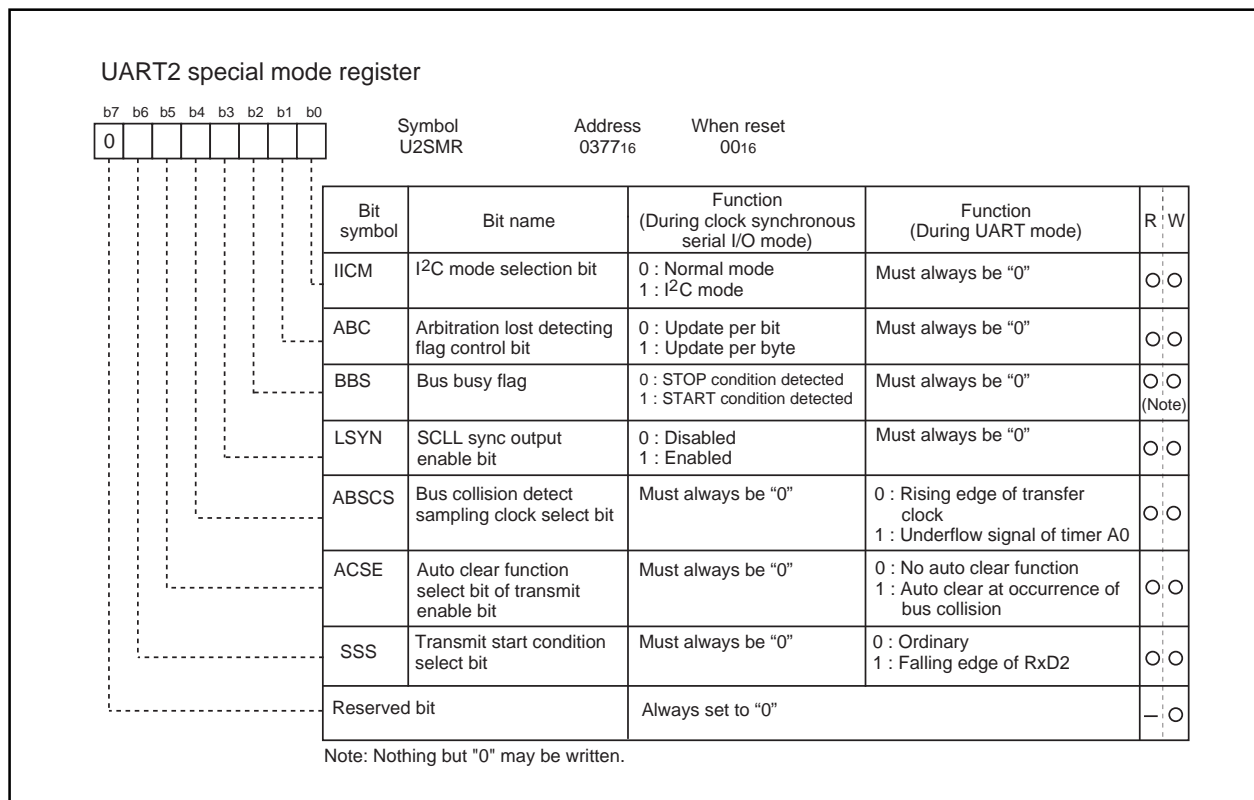 UART2 special mode register
b7 b6 b5 b4 b3 b2 b1 b0
Symbol Address When reset
0 U2SMR 037716 0016
Bit symbol Bit name Function (During clock synchronous serial I/O mode) Function (During UART mode) R W
IICM I2C mode selection bit 0 : Normal mode Must always be “0”
1 : I2C mode
ABC Arbitration lost detecting 0 : Update per bit Must always be “0”
flag control bit 1 : Update per byte
BBS Bus busy flag 0 : STOP condition detected Must always be “0”
1 : START condition detected (Note)
LSYN SCLL sync output 0 : Disabled Must always be “0”
enable bit 1 : Enabled
ABSCS Bus collision detect Must always be “0” 0 : Rising edge of transfer
sampling clock select bit clock
1 : Underflow signal of timer A0
ACSE Auto clear function Must always be “0” 0 : No auto clear function
select bit of transmit 1 : Auto clear at occurrence of
enable bit bus collision
SSS Transmit start condition Must always be “0” 0 : Ordinary
select bit 1 : Falling edge of RxD2
Reserved bit Always set to “0” –
Note: Nothing but "0" may be written.